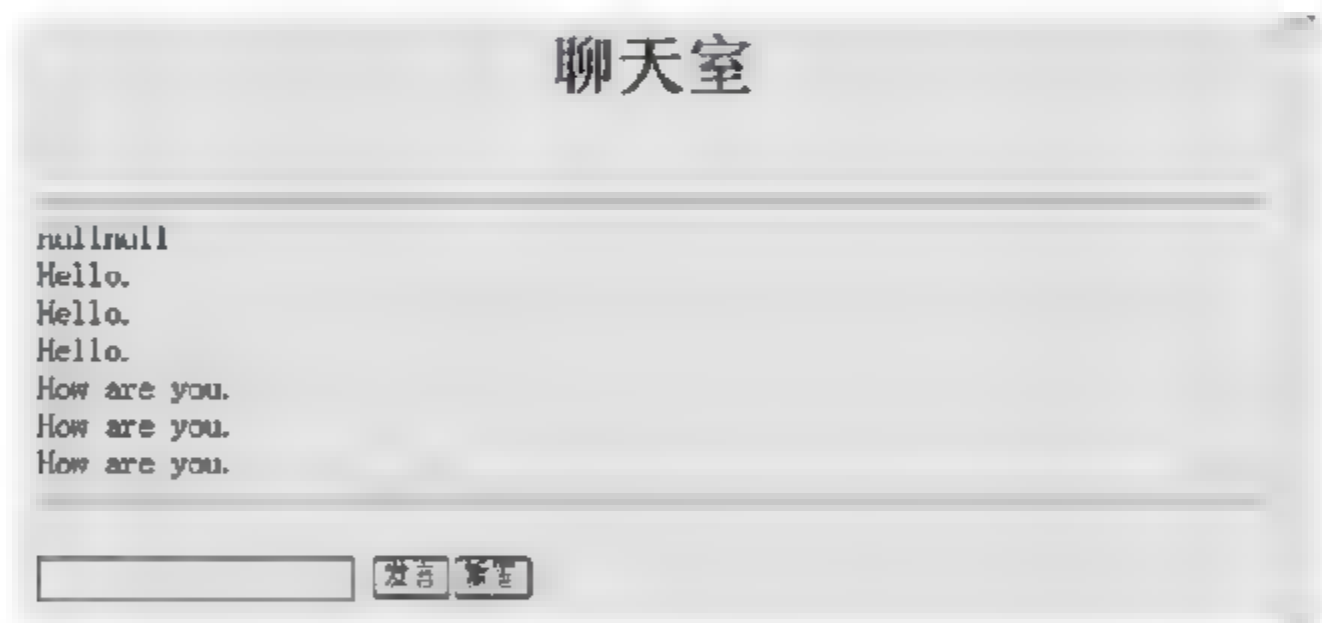 聊天室
nullnull
Hello.
Hello.
Hello.
How are you.
How are you.
How are you.
发言